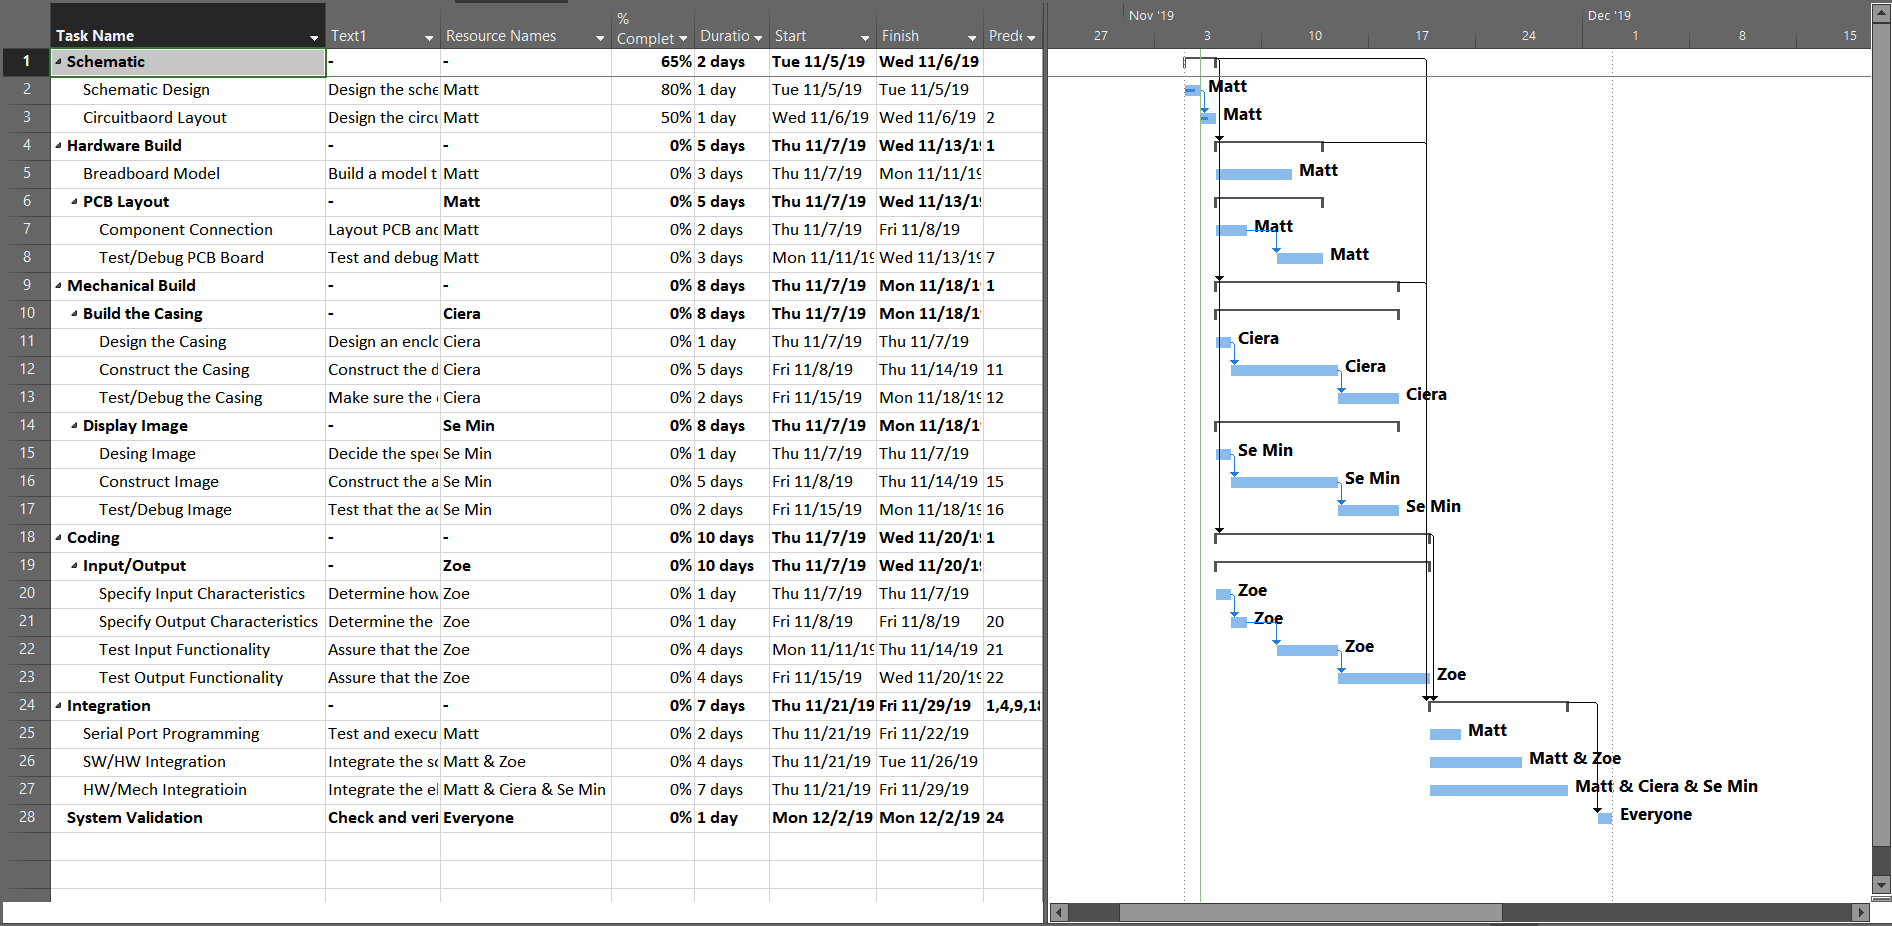 Task Name Text1 Resource Names % Complet Duratio Start Finish Prede
Nov '19 Dec '19
27 3 10 17 24 1 8 15
1 Schematic - - 65% 2 days Tue 11/5/19 Wed 11/6/19
2 Schematic Design Design the sche Matt 80% 1 day Tue 11/5/19 Tue 11/5/19 Matt
3 Circuitbaord Layout Design the circu Matt 50% 1 day Wed 11/6/19 Wed 11/6/19 2 Matt
4 Hardware Build - - 0% 5 days Thu 11/7/19 Wed 11/13/19 1
5 Breadboard Model Build a model t Matt 0% 3 days Thu 11/7/19 Mon 11/11/19 Matt
6 PCB Layout - Matt 0% 5 days Thu 11/7/19 Wed 11/13/19
7 Component Connection Layout PCB and Matt 0% 2 days Thu 11/7/19 Fri 11/8/19 Matt
8 Test/Debug PCB Board Test and debug Matt 0% 3 days Mon 11/11/19 Wed 11/13/19 7 Matt
9 Mechanical Build - - 0% 8 days Thu 11/7/19 Mon 11/18/19 1
10 Build the Casing - Ciera 0% 8 days Thu 11/7/19 Mon 11/18/19
11 Design the Casing Design an enclo Ciera 0% 1 day Thu 11/7/19 Thu 11/7/19 Ciera
12 Construct the Casing Construct the d Ciera 0% 5 days Fri 11/8/19 Thu 11/14/19 11 Ciera
13 Test/Debug the Casing Make sure the Ciera 0% 2 days Fri 11/15/19 Mon 11/18/19 12 Ciera
14 Display Image - Se Min 0% 8 days Thu 11/7/19 Mon 11/18/19
15 Desing Image Decide the spec Se Min 0% 1 day Thu 11/7/19 Thu 11/7/19 Se Min
16 Construct Image Construct the a Se Min 0% 5 days Fri 11/8/19 Thu 11/14/19 15 Se Min
17 Test/Debug Image Test that the ac Se Min 0% 2 days Fri 11/15/19 Mon 11/18/19 16 Se Min
18 Coding - - 0% 10 days Thu 11/7/19 Wed 11/20/19 1
19 Input/Output - Zoe 0% 10 days Thu 11/7/19 Wed 11/20/19
20 Specify Input Characteristics Determine how Zoe 0% 1 day Thu 11/7/19 Thu 11/7/19 Zoe
21 Specify Output Characteristics Determine the Zoe 0% 1 day Fri 11/8/19 Fri 11/8/19 20 Zoe
22 Test Input Functionality Assure that the Zoe 0% 4 days Mon 11/11/19 Thu 11/14/19 21 Zoe
23 Test Output Functionality Assure that the Zoe 0% 4 days Fri 11/15/19 Wed 11/20/19 22 Zoe
24 Integration - - 0% 7 days Thu 11/21/19 Fri 11/29/19 1,4,9,18
25 Serial Port Programming Test and execu Matt 0% 2 days Thu 11/21/19 Fri 11/22/19 Matt
26 SW/HW Integration Integrate the so Matt & Zoe 0% 4 days Thu 11/21/19 Tue 11/26/19 Matt & Zoe
27 HW/Mech Integratioin Integrate the el Matt & Ciera & Se Min 0% 7 days Thu 11/21/19 Fri 11/29/19 Matt & Ciera & Se Min
28 System Validation Check and veri Everyone 0% 1 day Mon 12/2/19 Mon 12/2/19 24 Everyone